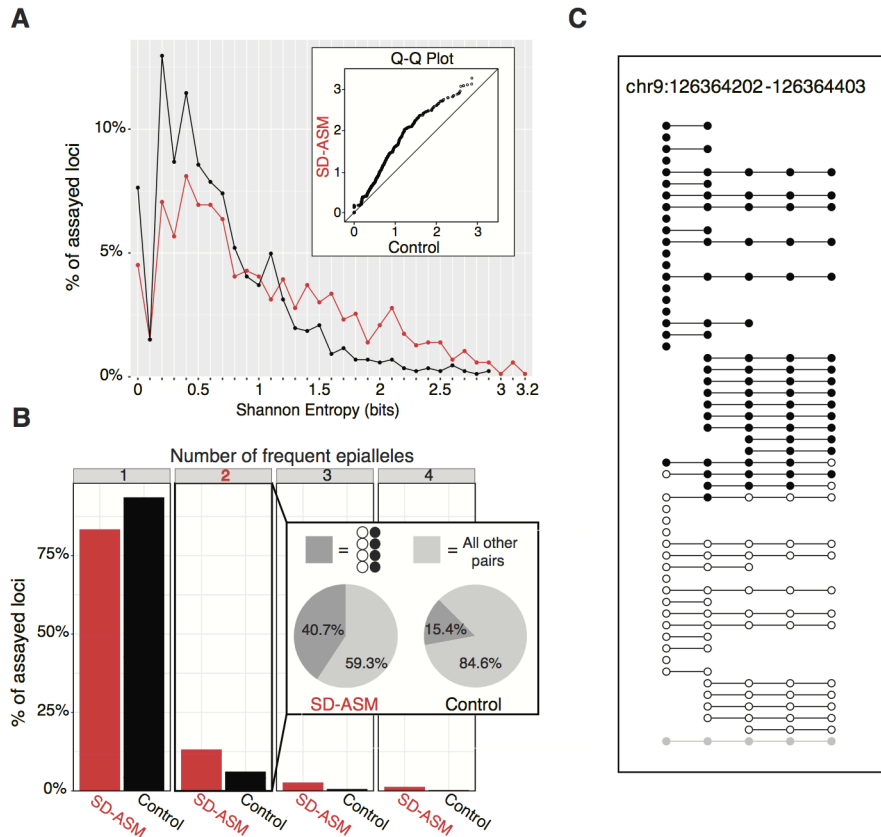 A
% of assayed loci
10%
5%
0%
0
0.5
1
1.5
2
2.5
3
3.2
Shannon Entropy (bits)
Q-Q Plot
SD-ASM
3
2
1
0
0
1
2
3
Control
B
Number of frequent epialleles
1
2
3
4
% of assayed loci
75%
50%
25%
0%
=
= All other
pairs
40.7%
59.3%
15.4%
84.6%
SD-ASM
Control
SD-ASM
Control
SD-ASM
Control
SD-ASM
Control
SD-ASM
Control
C
chr9:126364202-126364403